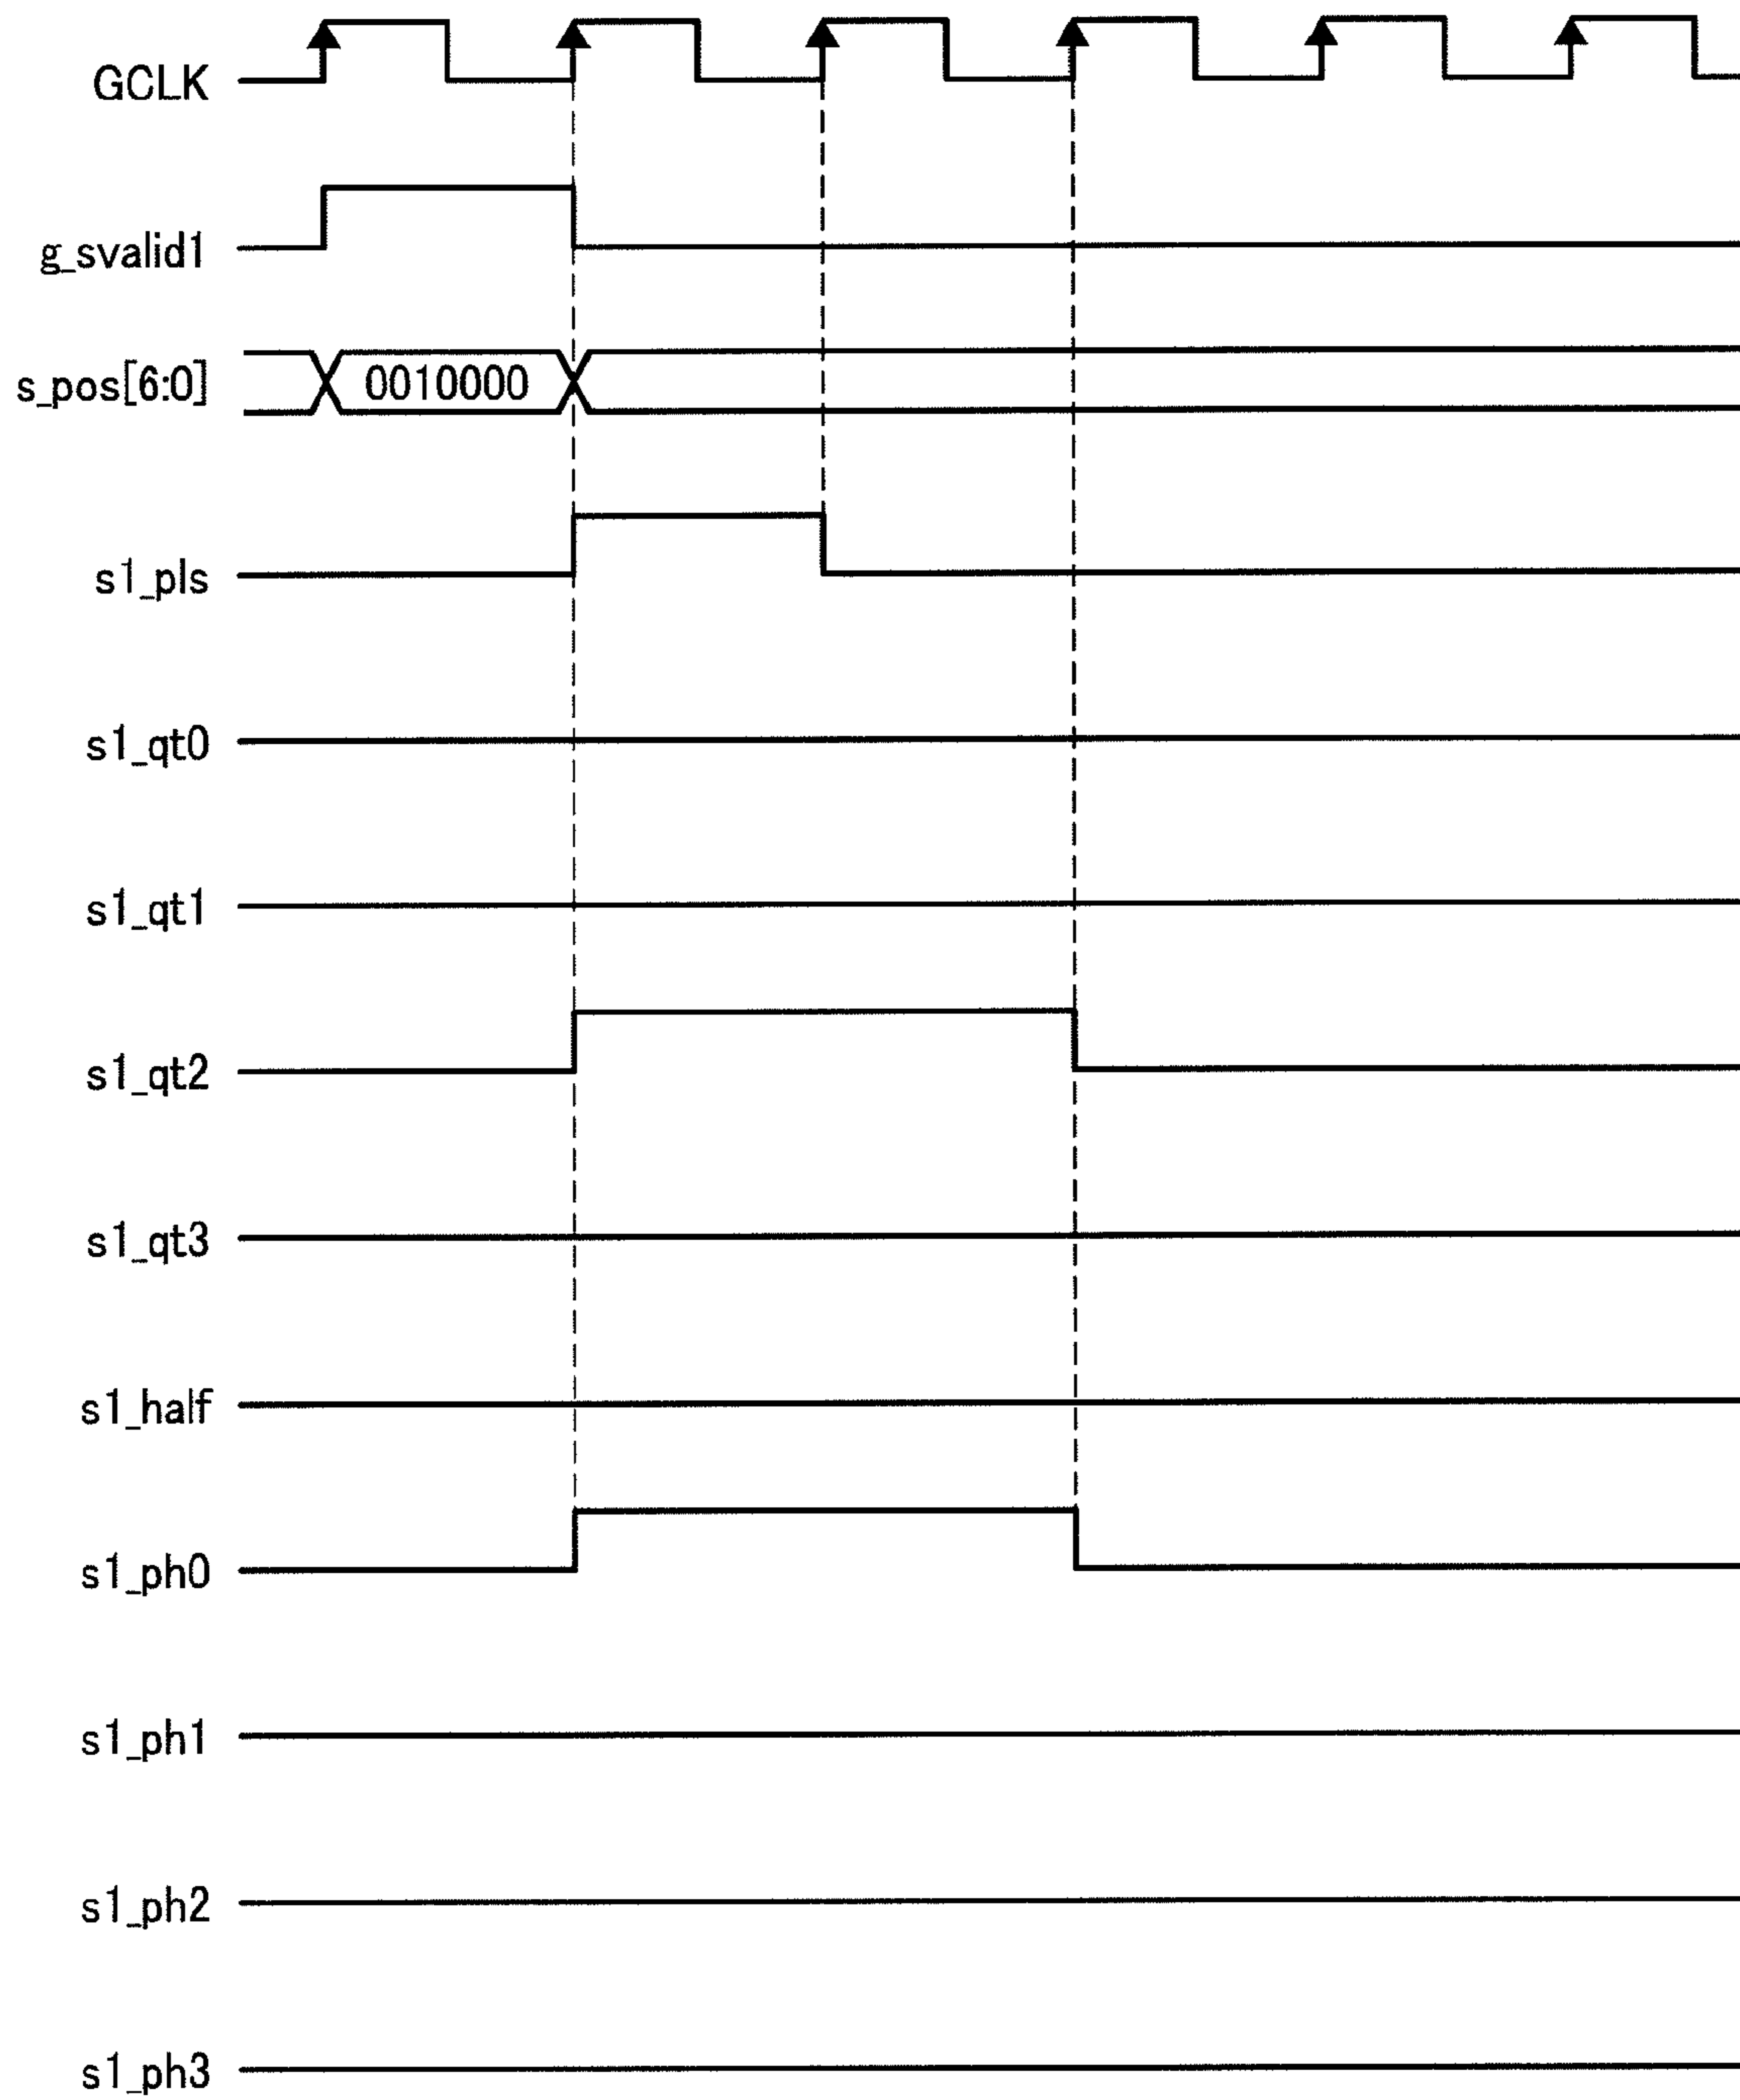 GCLK
g_svalid1
s_pos[6:0]
0010000
s1_pls
s1_qt0
s1_qt1
s1_qt2
s1_qt3
s1_half
s1_ph0
s1_ph1
s1_ph2
s1_ph3